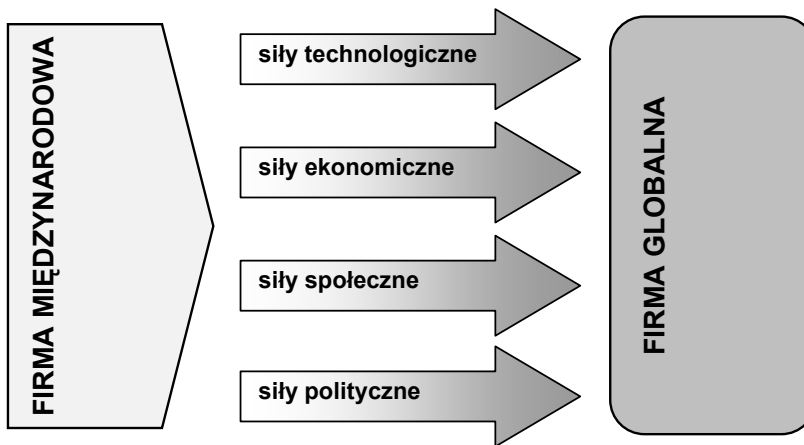 FIRMA MIĘDZYNARODOWA
siły technologiczne
siły ekonomiczne
siły społeczne
siły polityczne
FIRMA GLOBALNA